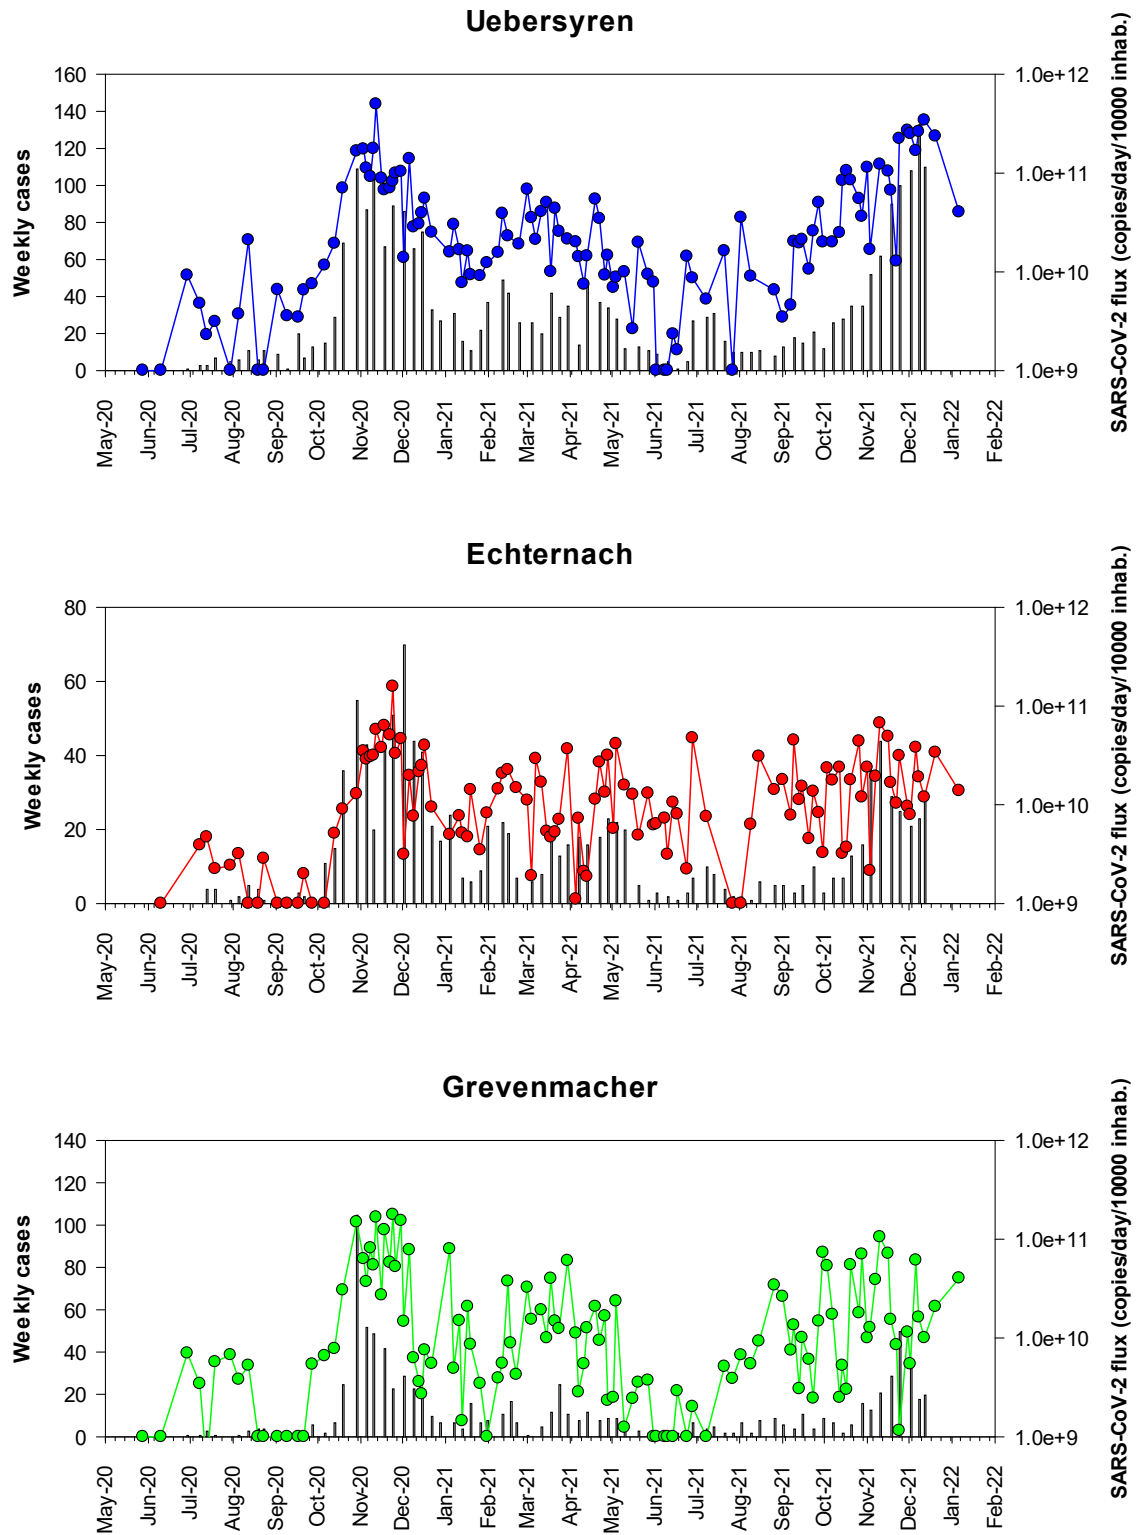 Uebersyren
Weekly cases
SARS-CoV-2 flux (copies/day/10000 inhab.)
160
140
120
100
80
60
40
20
0
1.0e+12
1.0e+11
1.0e+10
1.0e+9
May-20 Jun-20 Jul-20 Aug-20 Sep-20 Oct-20 Nov-20 Dec-20 Jan-21 Feb-21 Mar-21 Apr-21 May-21 Jun-21 Jul-21 Aug-21 Sep-21 Oct-21 Nov-21 Dec-21 Jan-22 Feb-22
Echternach
Weekly cases
SARS-CoV-2 flux (copies/day/10000 inhab.)
80
60
40
20
0
1.0e+12
1.0e+11
1.0e+10
1.0e+9
May-20 Jun-20 Jul-20 Aug-20 Sep-20 Oct-20 Nov-20 Dec-20 Jan-21 Feb-21 Mar-21 Apr-21 May-21 Jun-21 Jul-21 Aug-21 Sep-21 Oct-21 Nov-21 Dec-21 Jan-22 Feb-22
Grevenmacher
Weekly cases
SARS-CoV-2 flux (copies/day/10000 inhab.)
140
120
100
80
60
40
20
0
1.0e+12
1.0e+11
1.0e+10
1.0e+9
May-20 Jun-20 Jul-20 Aug-20 Sep-20 Oct-20 Nov-20 Dec-20 Jan-21 Feb-21 Mar-21 Apr-21 May-21 Jun-21 Jul-21 Aug-21 Sep-21 Oct-21 Nov-21 Dec-21 Jan-22 Feb-22